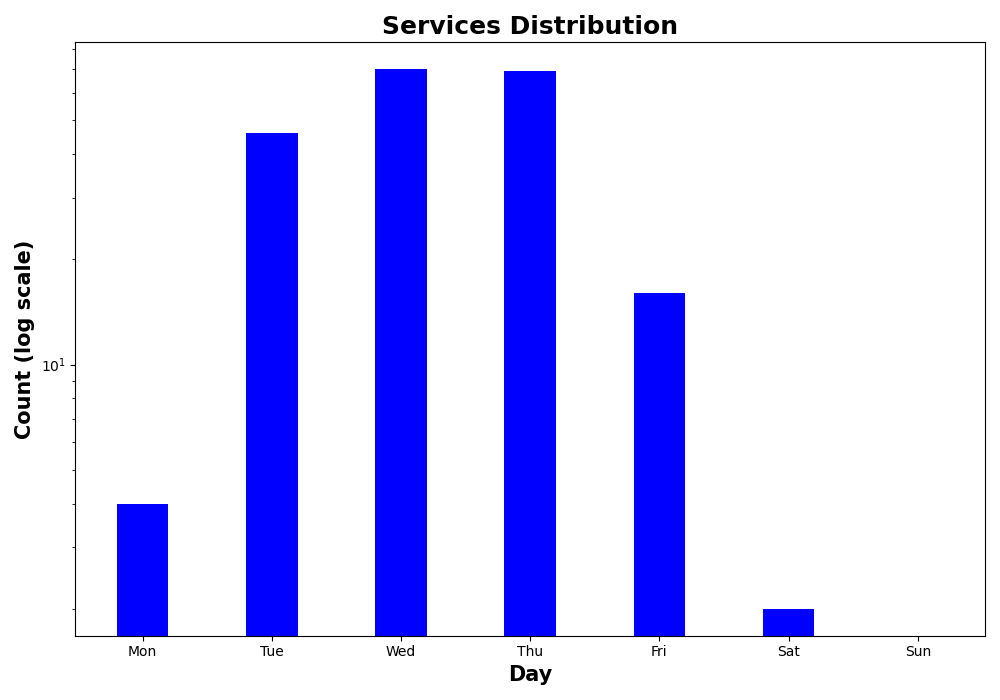 Services Distribution
Count (log scale)
10¹
Mon Tue Wed Thu Fri Sat Sun
Day